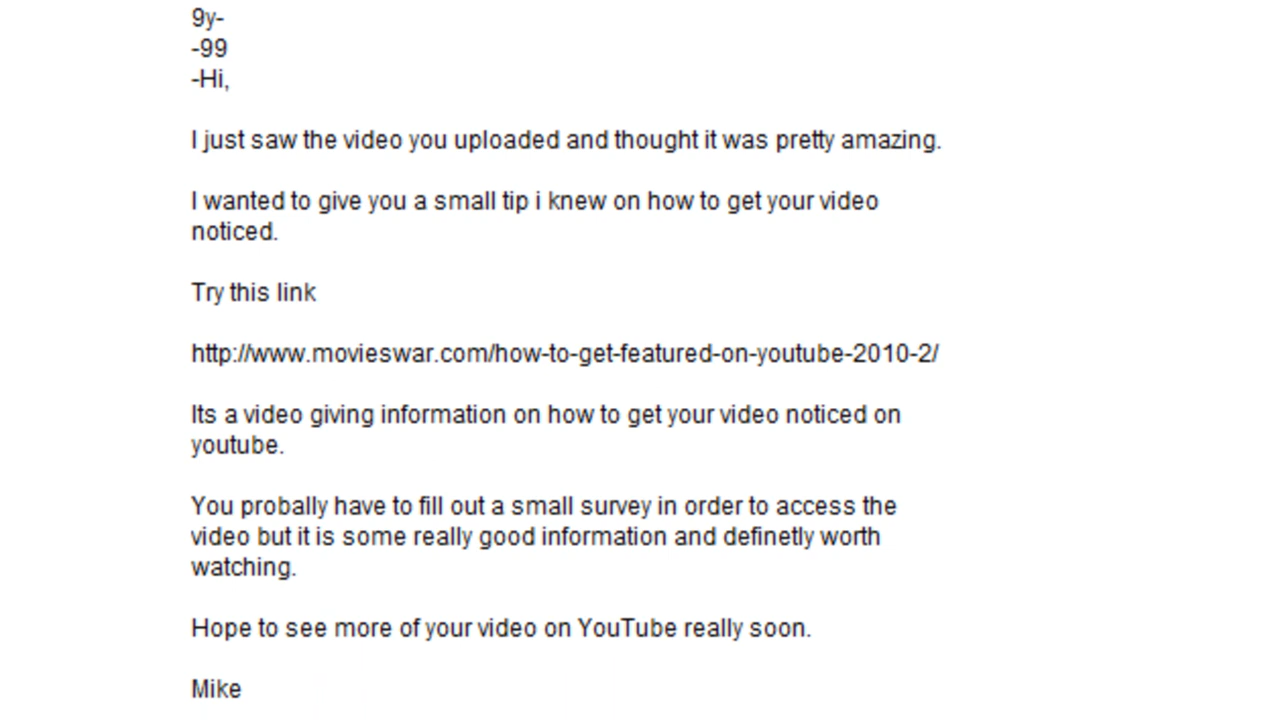 9y-
-99
-Hi,
I just saw the video you uploaded and thought it was pretty amazing.
I wanted to give you a small tip i knew on how to get your video
noticed.
Try this link
http://www.movieswar.com/how-to-get-featured-on-youtube-2010-2/
Its a video giving information on how to get your video noticed on
youtube.
You probally have to fill out a small survey in order to access the
video but it is some really good information and definetly worth
watching.
Hope to see more of your video on YouTube really soon.
Mike